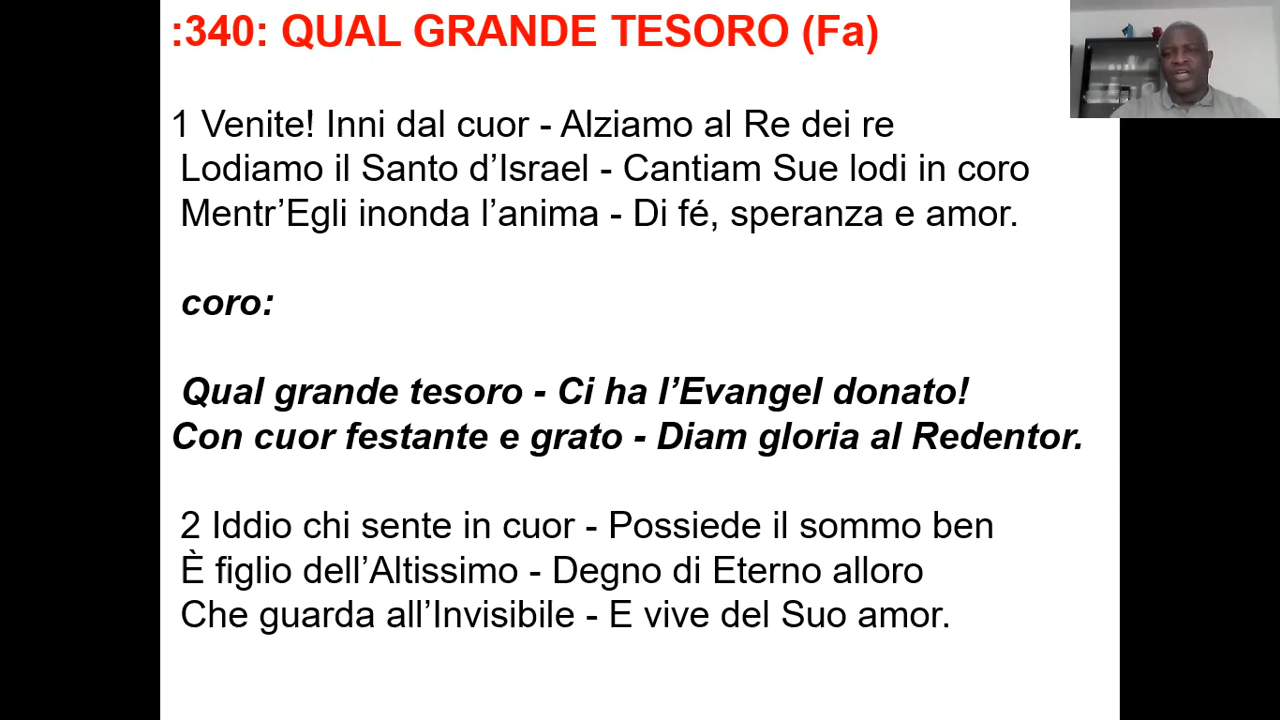 :340: QUAL GRANDE TESORO (Fa)
1 Venite! Inni dal cuor - Alziamo al Re dei re
Lodiamo il Santo d’Israel - Cantiam Sue lodi in coro
Mentr’Egli inonda l’anima - Di fé, speranza e amor.
coro:
Qual grande tesoro - Ci ha l’Evangel donato!
Con cuor festante e grato - Diam gloria al Redentor.
2 Iddio chi sente in cuor - Possiede il sommo ben
È figlio dell’Altissimo - Degno di Eterno alloro
Che guarda all’Invisibile - E vive del Suo amor.